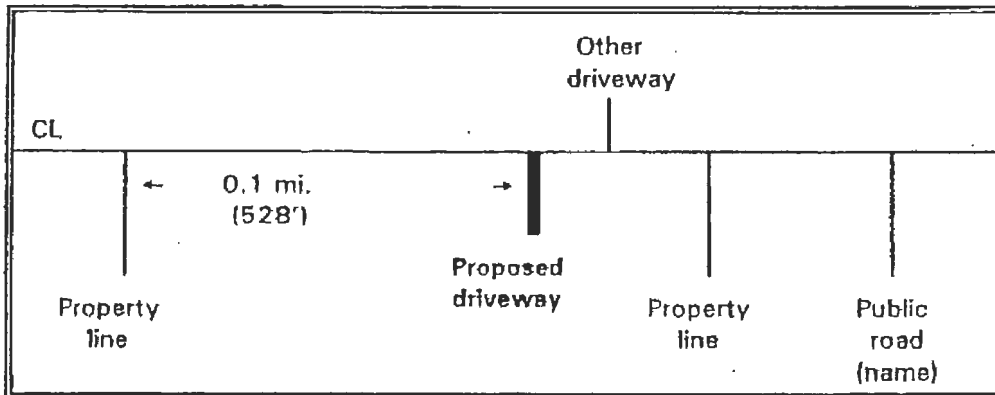 Other
driveway
CL
0.1 mi.
(528')
Proposed
driveway
Property
line
Property
line
Public
road
(name)